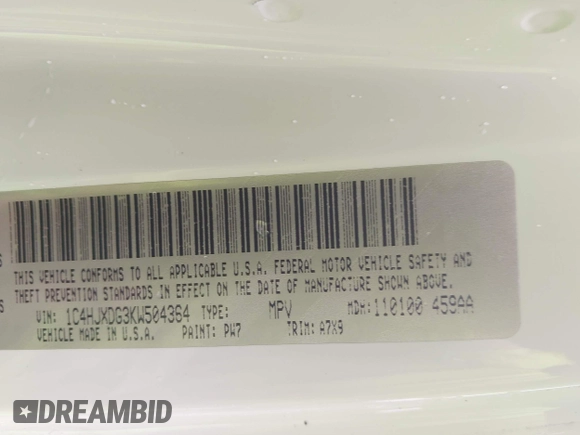 THIS VEHICLE CONFORMS TO ALL APPLICABLE U.S.A. FEDERAL MOTOR VEHICLE SAFETY AND
THEFT PREVENTION STANDARDS IN EFFECT ON THE DATE OF MANUFACTURE SHOWN ABOVE.
VIN: 1C4HJXDG3KW504364 TYPE: MPV MDH: 110100 459AA
VEHICLE MADE IN U.S.A. PAINT: PW7 TRIM: A7X9
DREAMBID